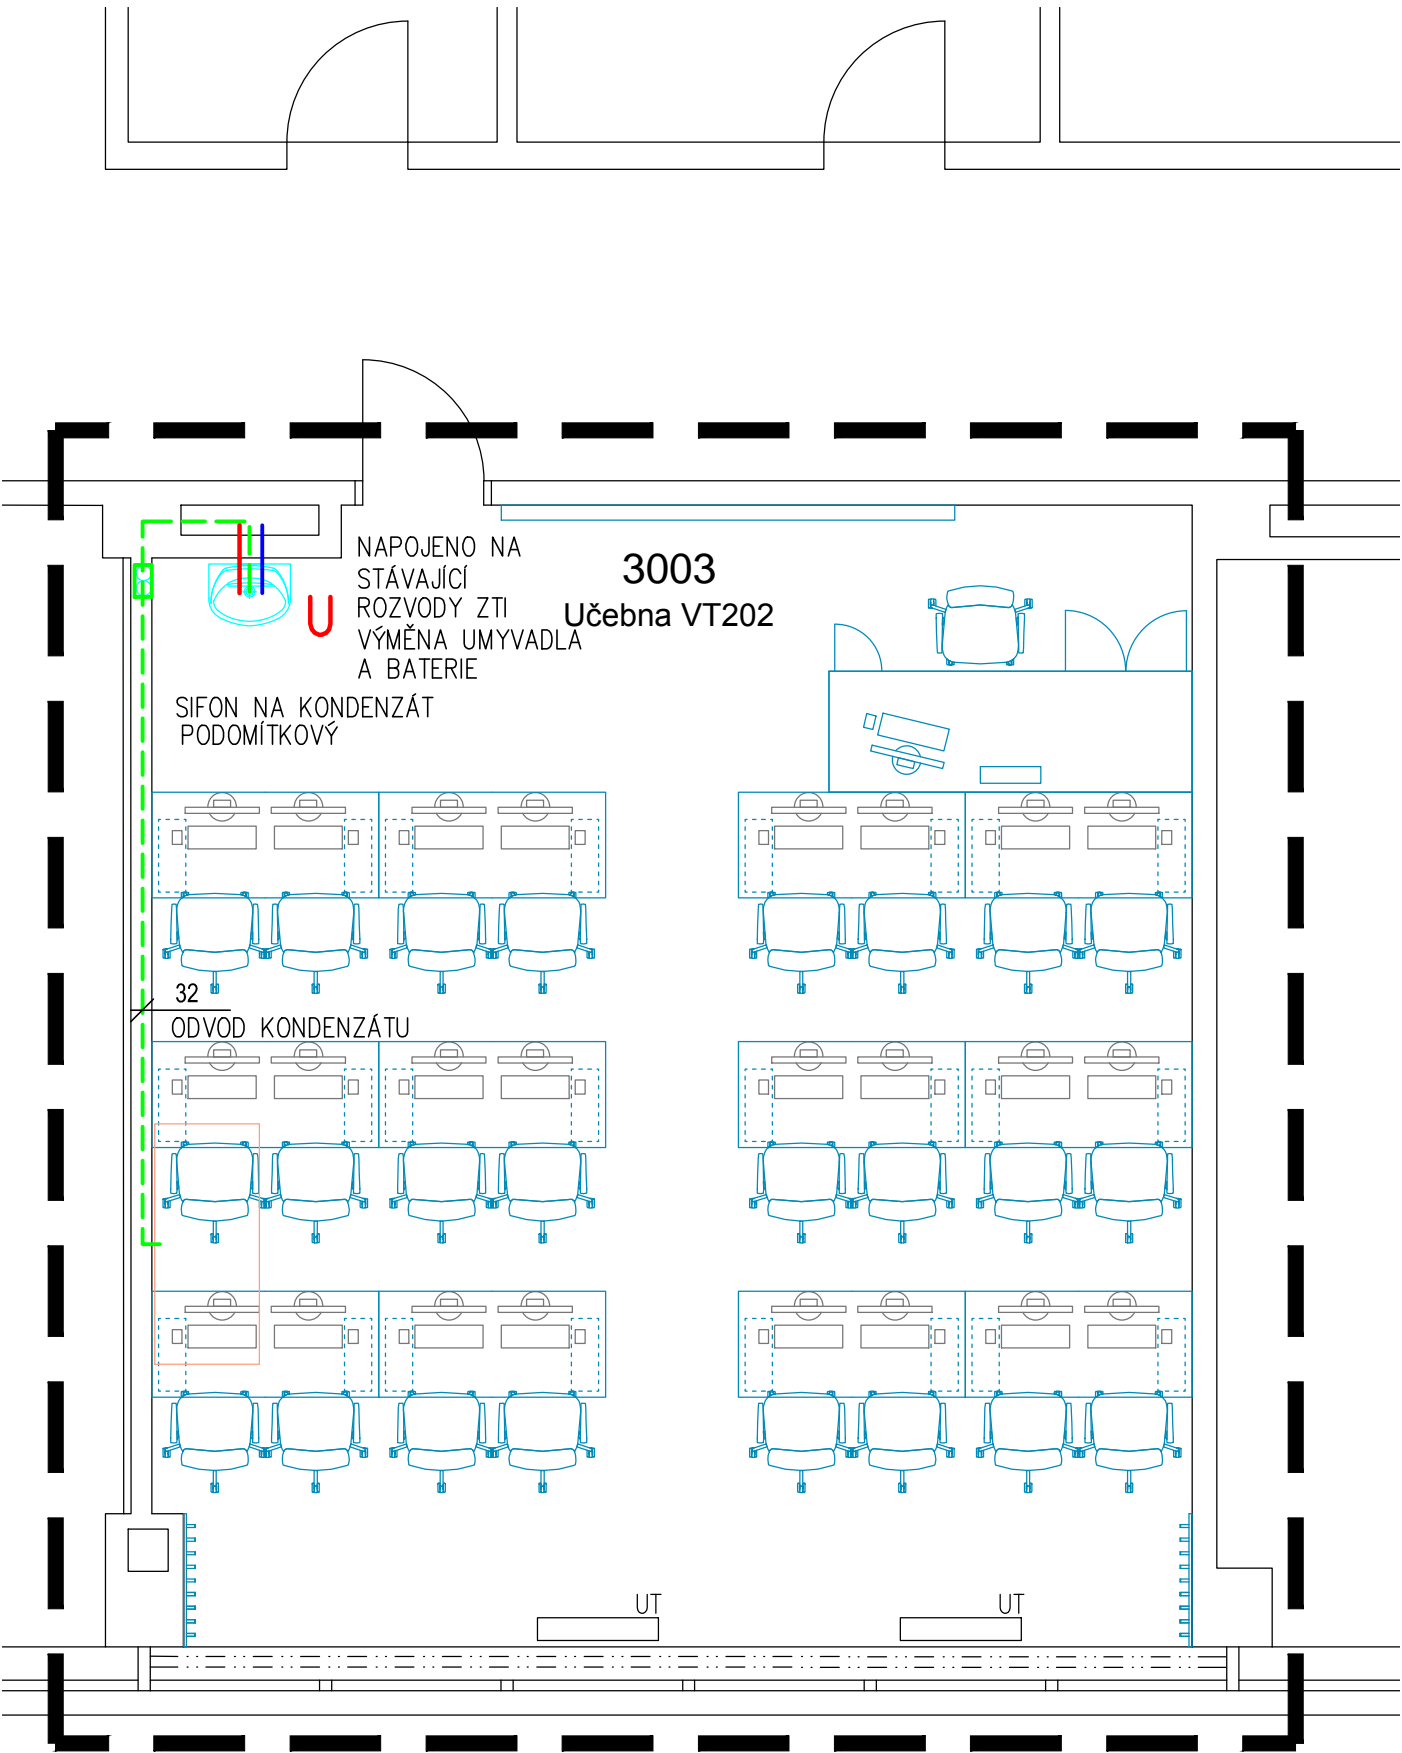 NAPOJENO NA
STÁVAJÍCÍ
ROZVODY ZTI
VÝMĚNA UMYVADLA
A BATERIE
U
3003
Učebna VT202
SIFON NA KONDENZÁT
PODOMÍTKOVÝ
32
ODVOD KONDENZÁTU
UT
UT